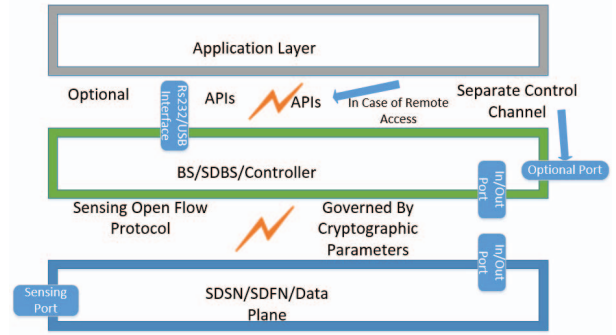 Application Layer
Optional
Rs232/USB
Interface
APIs
APIs
In Case of Remote
Access
Separate Control
Channel
BS/SDBS/Controller
In/Out
Port
Optional Port
Sensing Open Flow
Protocol
Governed By
Cryptographic
Parameters
In/Out
Port
Sensing
Port
SDSN/SDFN/Data
Plane